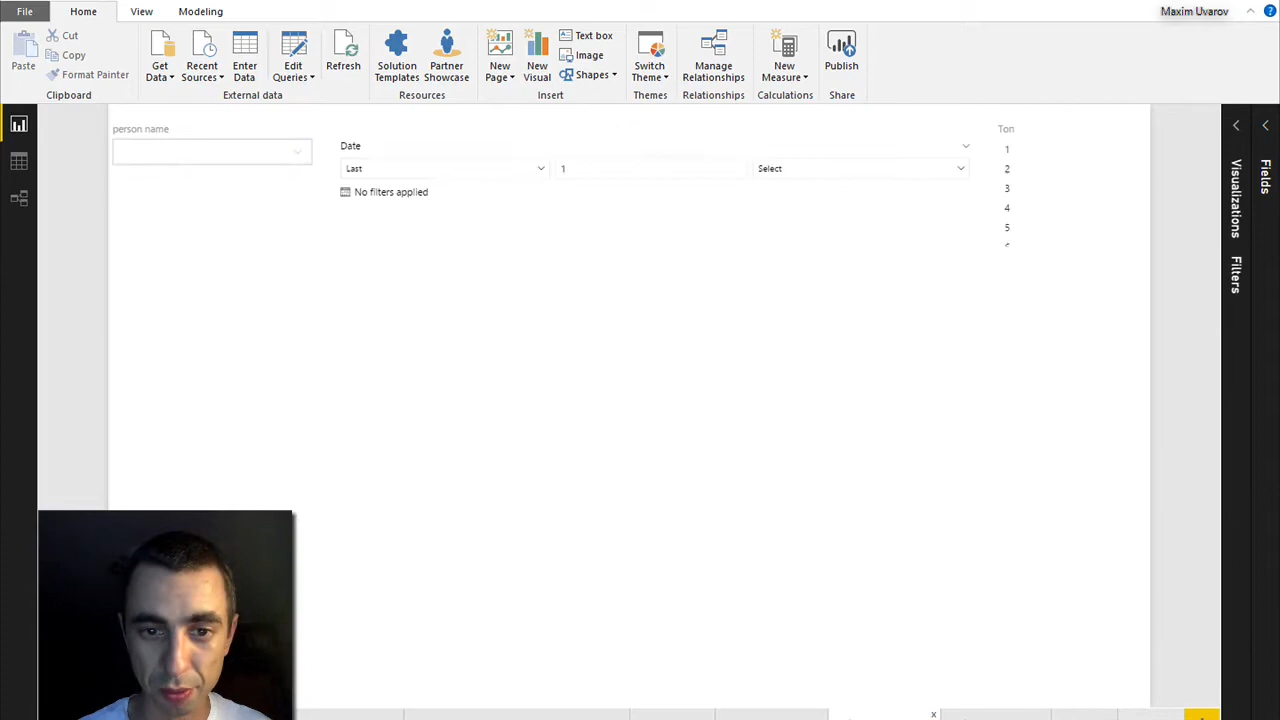 File Home View Modeling Maxim Uvarov
Paste
Cut
Copy
Format Painter
Clipboard
Get Data
Recent Sources
Enter Data
Edit Queries
Refresh
External data
Solution Templates
Partner Showcase
Resources
New Page
New Visual
Text box
Image
Shapes
Insert
Switch Theme
Themes
Manage Relationships
Relationships
New Measure
Calculations
Publish
Share
person name
Date
Last 1 Select
No filters applied
Ton
1
2
3
4
5
Visualizations
Filters
Fields